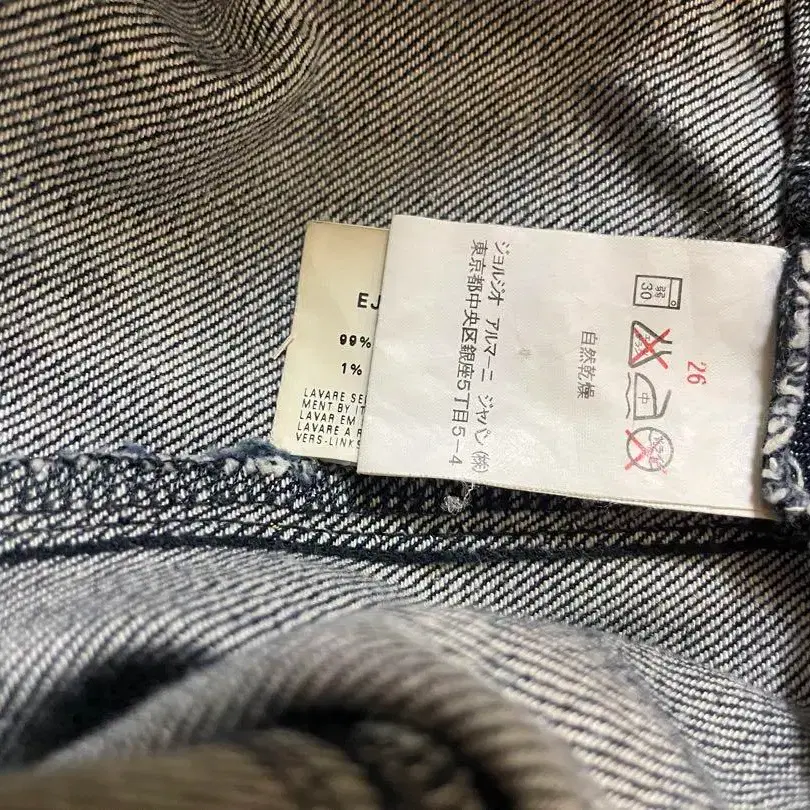 26
30
中
自然乾燥
ジョルジオ アルマーニ ジャパン (株)
東京都中央区銀座5丁目5-4
EJ
99%
1%
LAVARE SE
MENT BY IT
LAVAR EM
LAVARE A R
VERS-LINKS